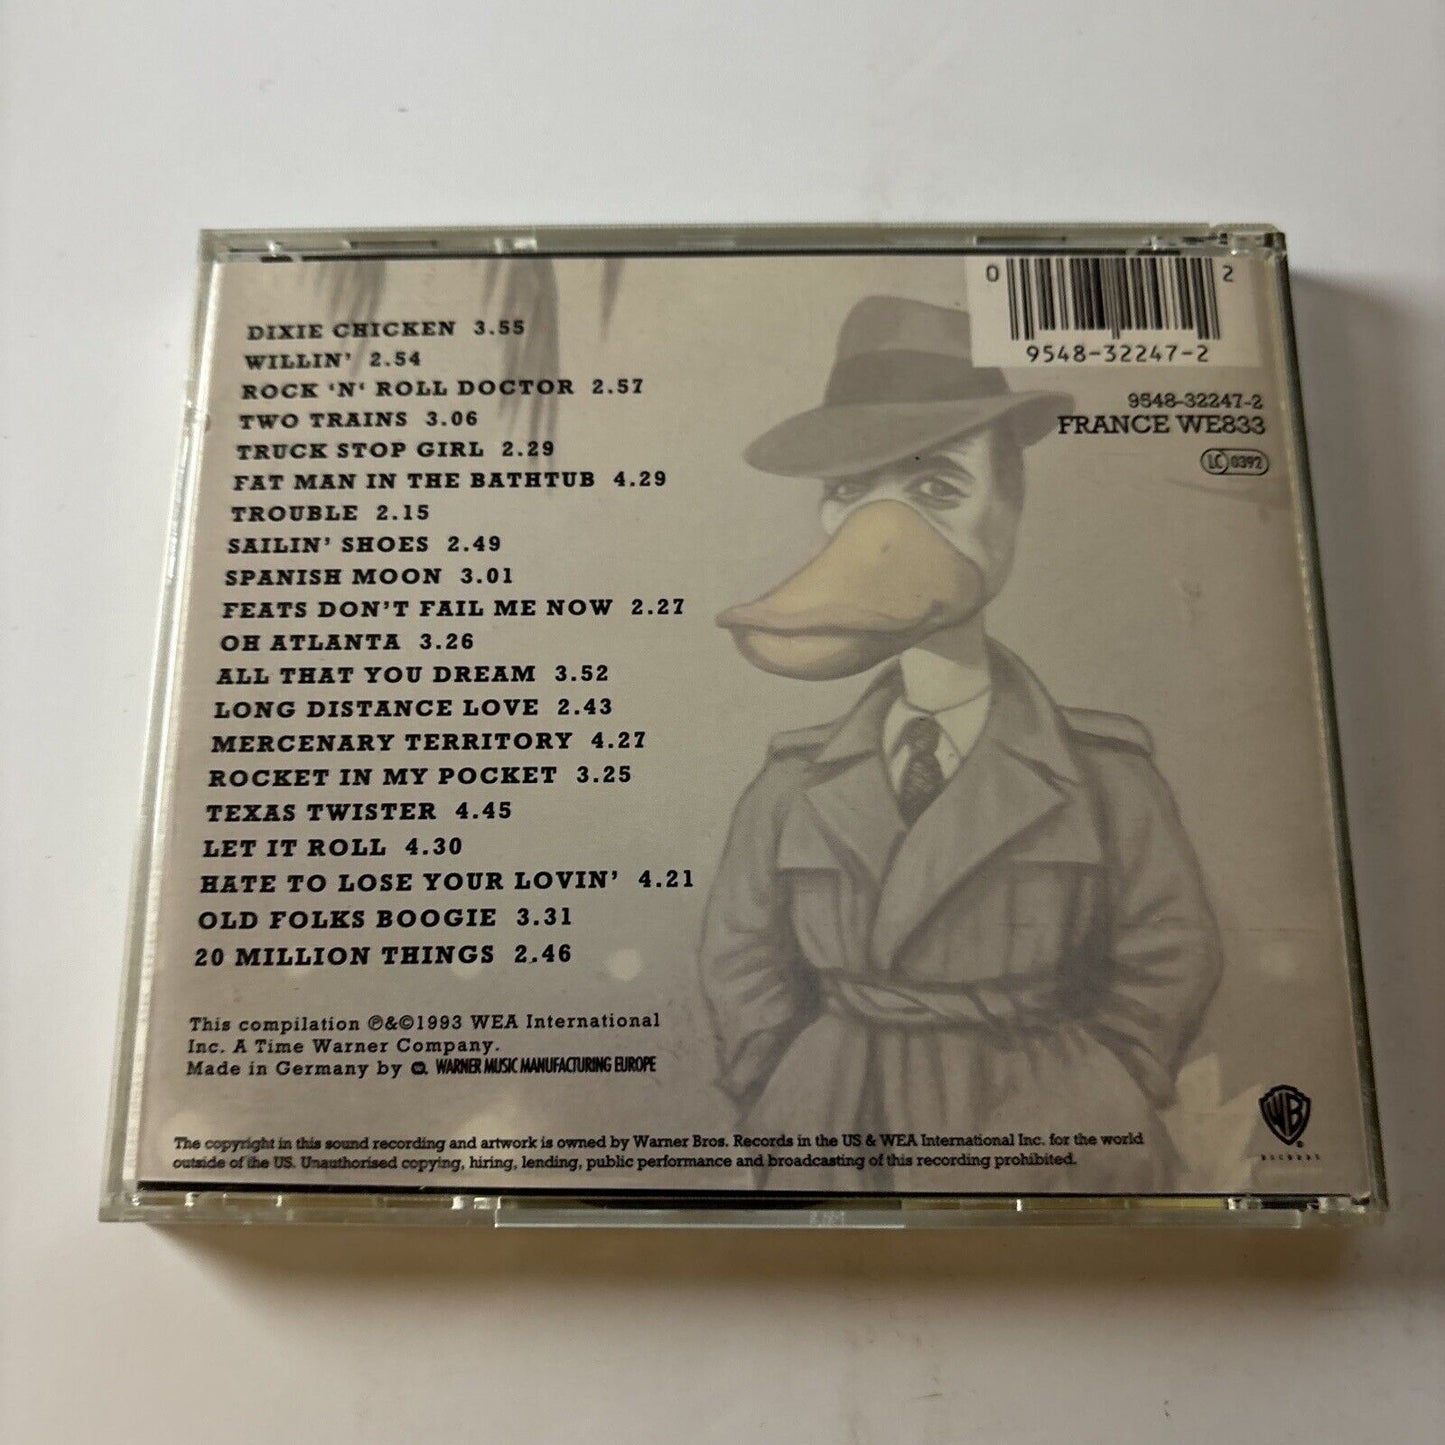 DIXIE CHICKEN 3.55
WILLIN' 2.54
ROCK 'N' ROLL DOCTOR 2.57
TWO TRAINS 3.06
TRUCK STOP GIRL 2.29
FAT MAN IN THE BATHTUB 4.29
TROUBLE 2.15
SAILIN' SHOES 2.49
SPANISH MOON 3.01
FEATS DON'T FAIL ME NOW 2.27
OH ATLANTA 3.26
ALL THAT YOU DREAM 3.52
LONG DISTANCE LOVE 2.43
MERCENARY TERRITORY 4.27
ROCKET IN MY POCKET 3.25
TEXAS TWISTER 4.45
LET IT ROLL 4.30
HATE TO LOSE YOUR LOVIN' 4.21
OLD FOLKS BOOGIE 3.31
20 MILLION THINGS 2.46
0 2
9548-32247-2
9548-32247-2
FRANCE WE833
LC 0392
This compilation ℗&©1993 WEA International
Inc. A Time Warner Company.
Made in Germany by WARNER MUSIC MANUFACTURING EUROPE
The copyright in this sound recording and artwork is owned by Warner Bros. Records in the US & WEA International Inc. for the world
outside of the US. Unauthorised copying, hiring, lending, public performance and broadcasting of this recording prohibited.
WB
RECORDS